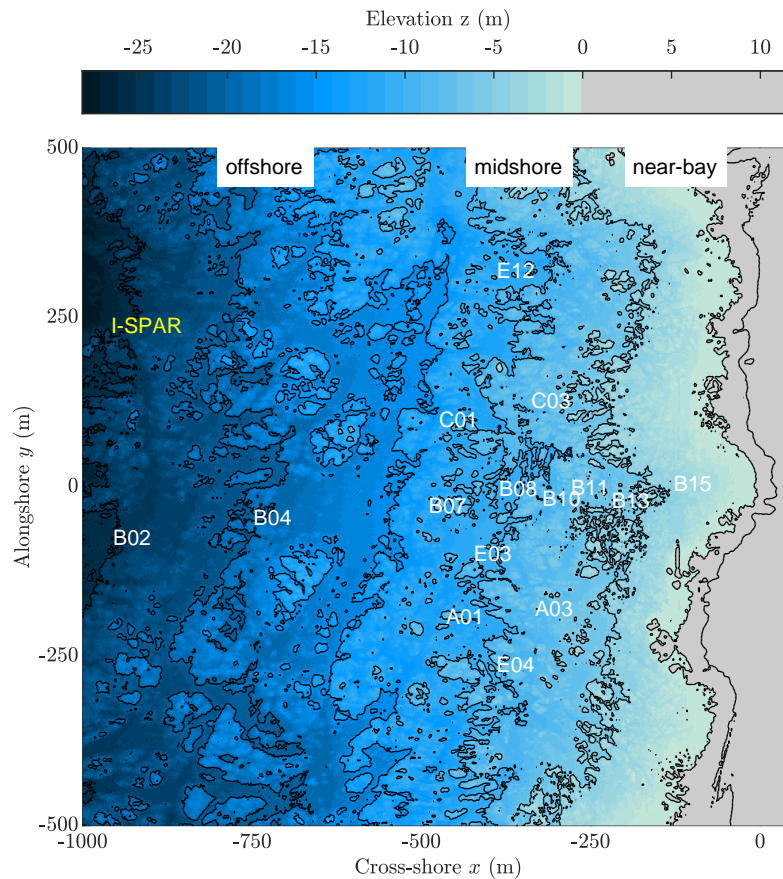 Elevation z (m)
-25 -20 -15 -10 -5 0 5 10
500 offshore midshore near-bay
E12
250
I-SPAR
C03
C01
Alongshore y (m)
0
B15
B11
B08
B10 B13
B07
B04
B02
E03
A03
A01
-250
E04
-500
-1000 -750 -500 -250 0
Cross-shore x (m)